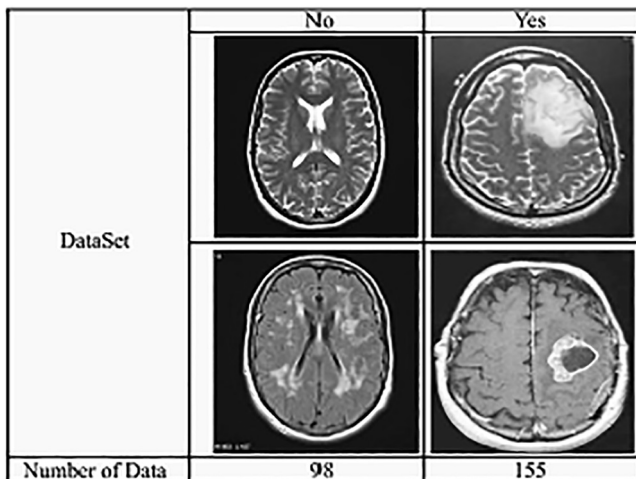 No Yes
DataSet
Number of Data 98 155